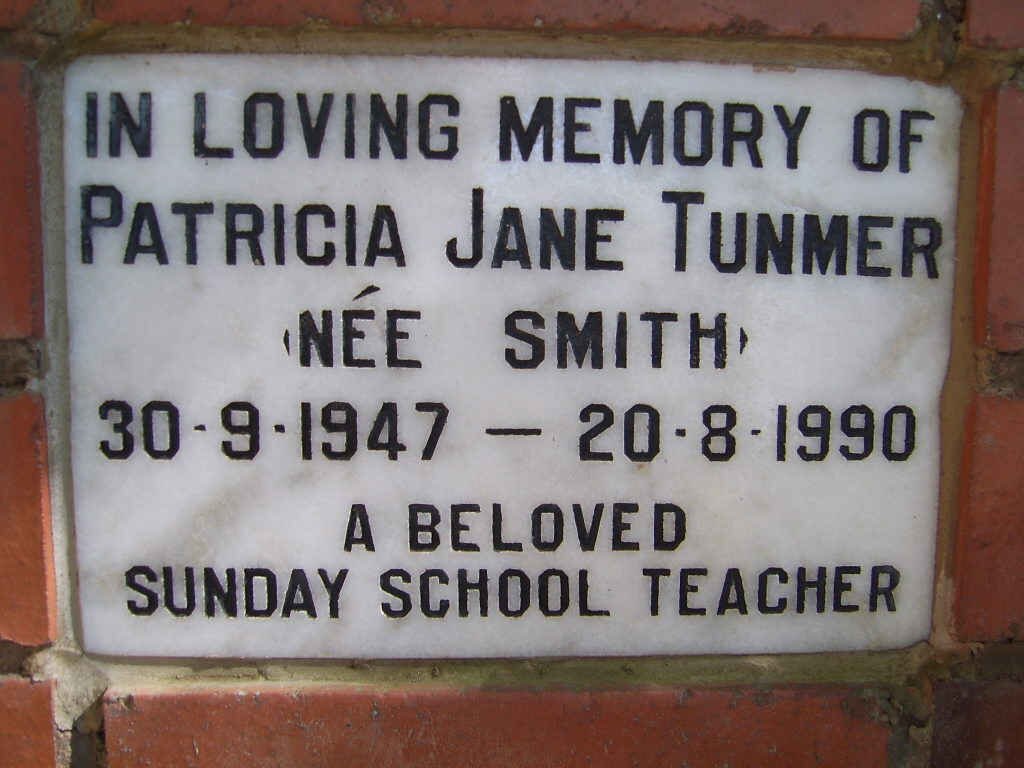 IN LOVING MEMORY OF
PATRICIA JANE TUNMER
(NÉE SMITH)
30·9·1947 — 20·8·1990
A BELOVED
SUNDAY SCHOOL TEACHER